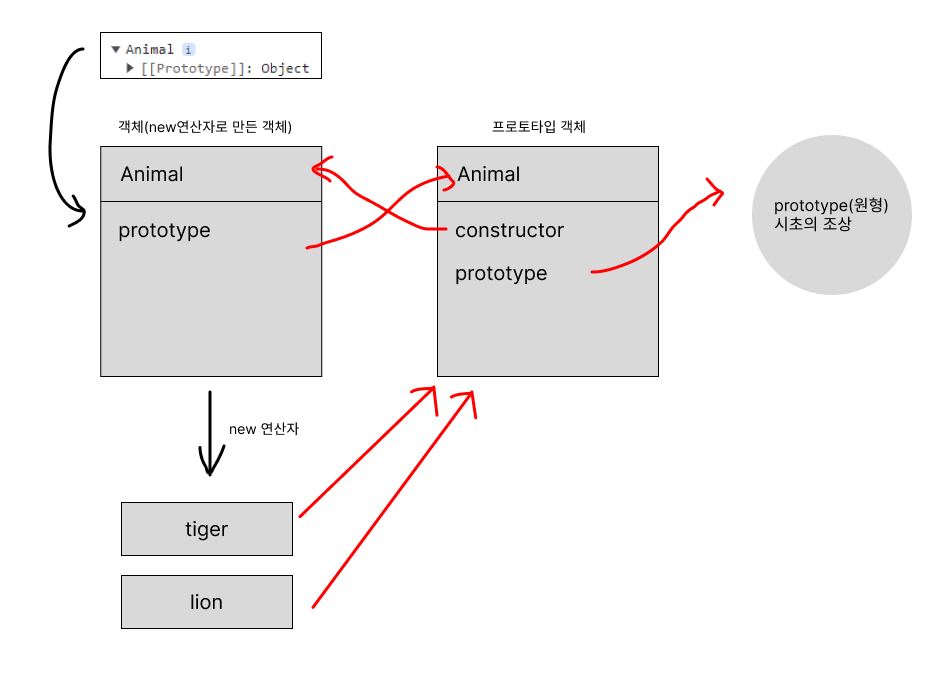 ▼ Animal i
▶ [[Prototype]]: Object
객체(new연산자로 만든 객체)
프로토타입 객체
Animal
prototype
Animal
constructor
prototype
prototype(원형)
시초의 조상
new 연산자
tiger
lion